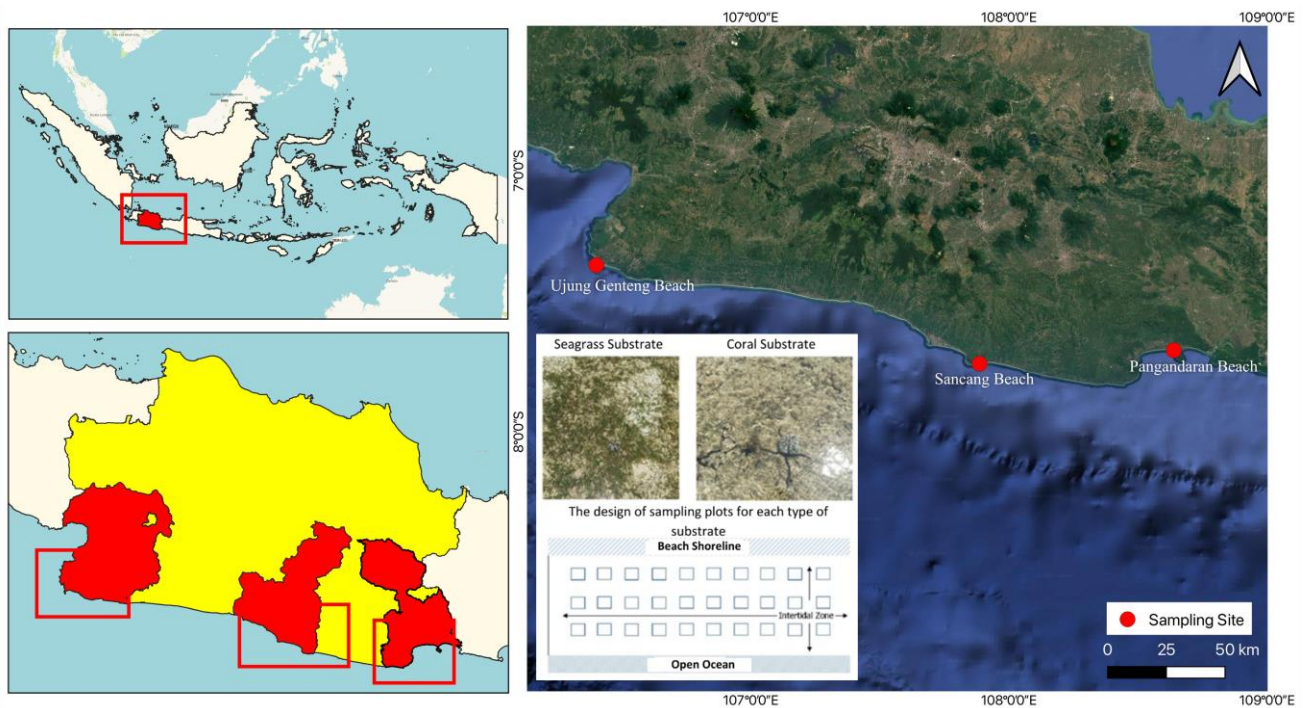 107°0'0"E
108°0'0"E
109°0'0"E
7°0'0"S
8°0'0"S
Ujung Genteng Beach
Sancang Beach
Pangandaran Beach
Seagrass Substrate
Coral Substrate
The design of sampling plots for each type of
substrate
Beach Shoreline
Intertidal Zone
Open Ocean
Sampling Site
0 25 50 km
107°0'0"E
108°0'0"E
109°0'0"E